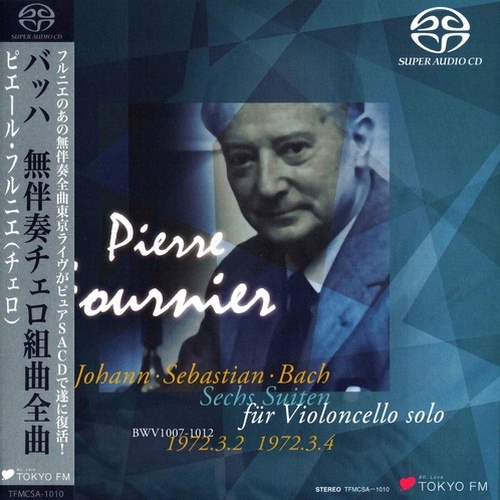 SUPER AUDIO CD
フルニエのあの無伴奏全曲東京ライヴがピュアSACDで遂に復活！
バッハ 無伴奏チェロ組曲全曲
ピエール・フルニエ(チェロ)
TOKYO FM
TFMCSA-1010
SUPER AUDIO CD
Pierre
Fournier
Johann・Sebastian・Bach
Sechs Suiten
für Violoncello solo
BWV1007-1012
1972.3.2 1972.3.4
STEREO TFMCSA-1010
TOKYO FM